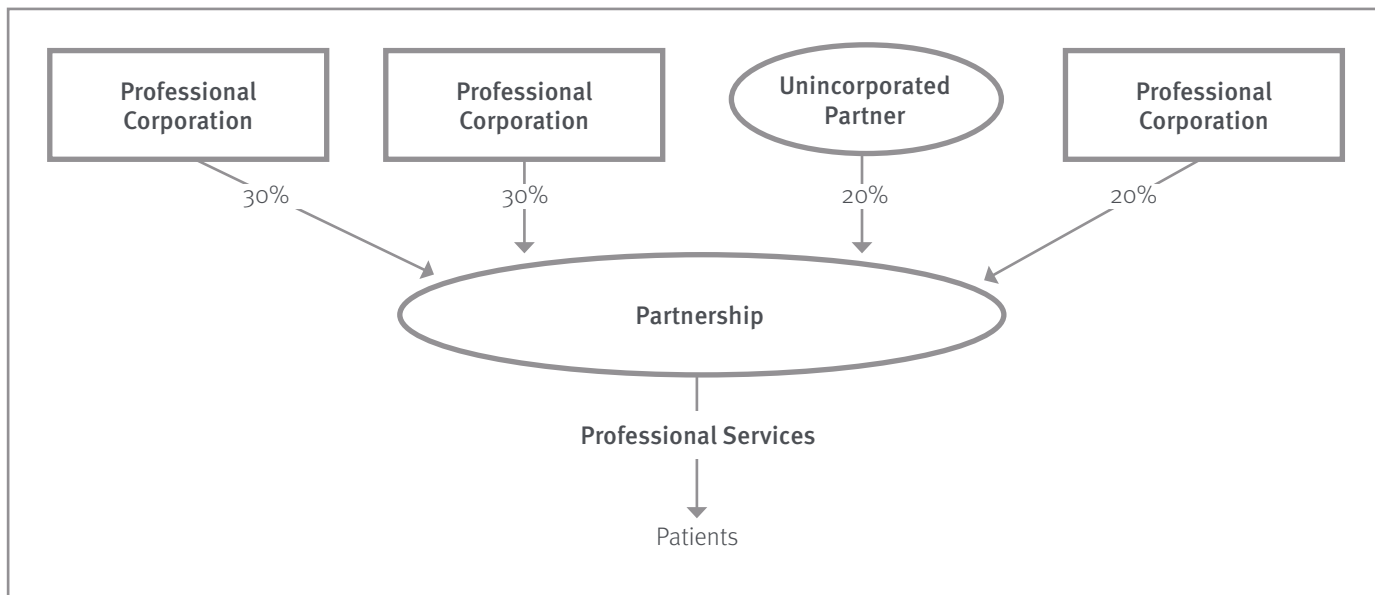 Professional
Corporation
Professional
Corporation
Unincorporated
Partner
Professional
Corporation
30%
30%
20%
20%
Partnership
Professional Services
Patients